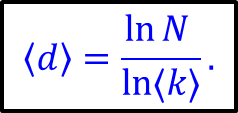 ⟨d⟩ = ln N / ln⟨k⟩ .